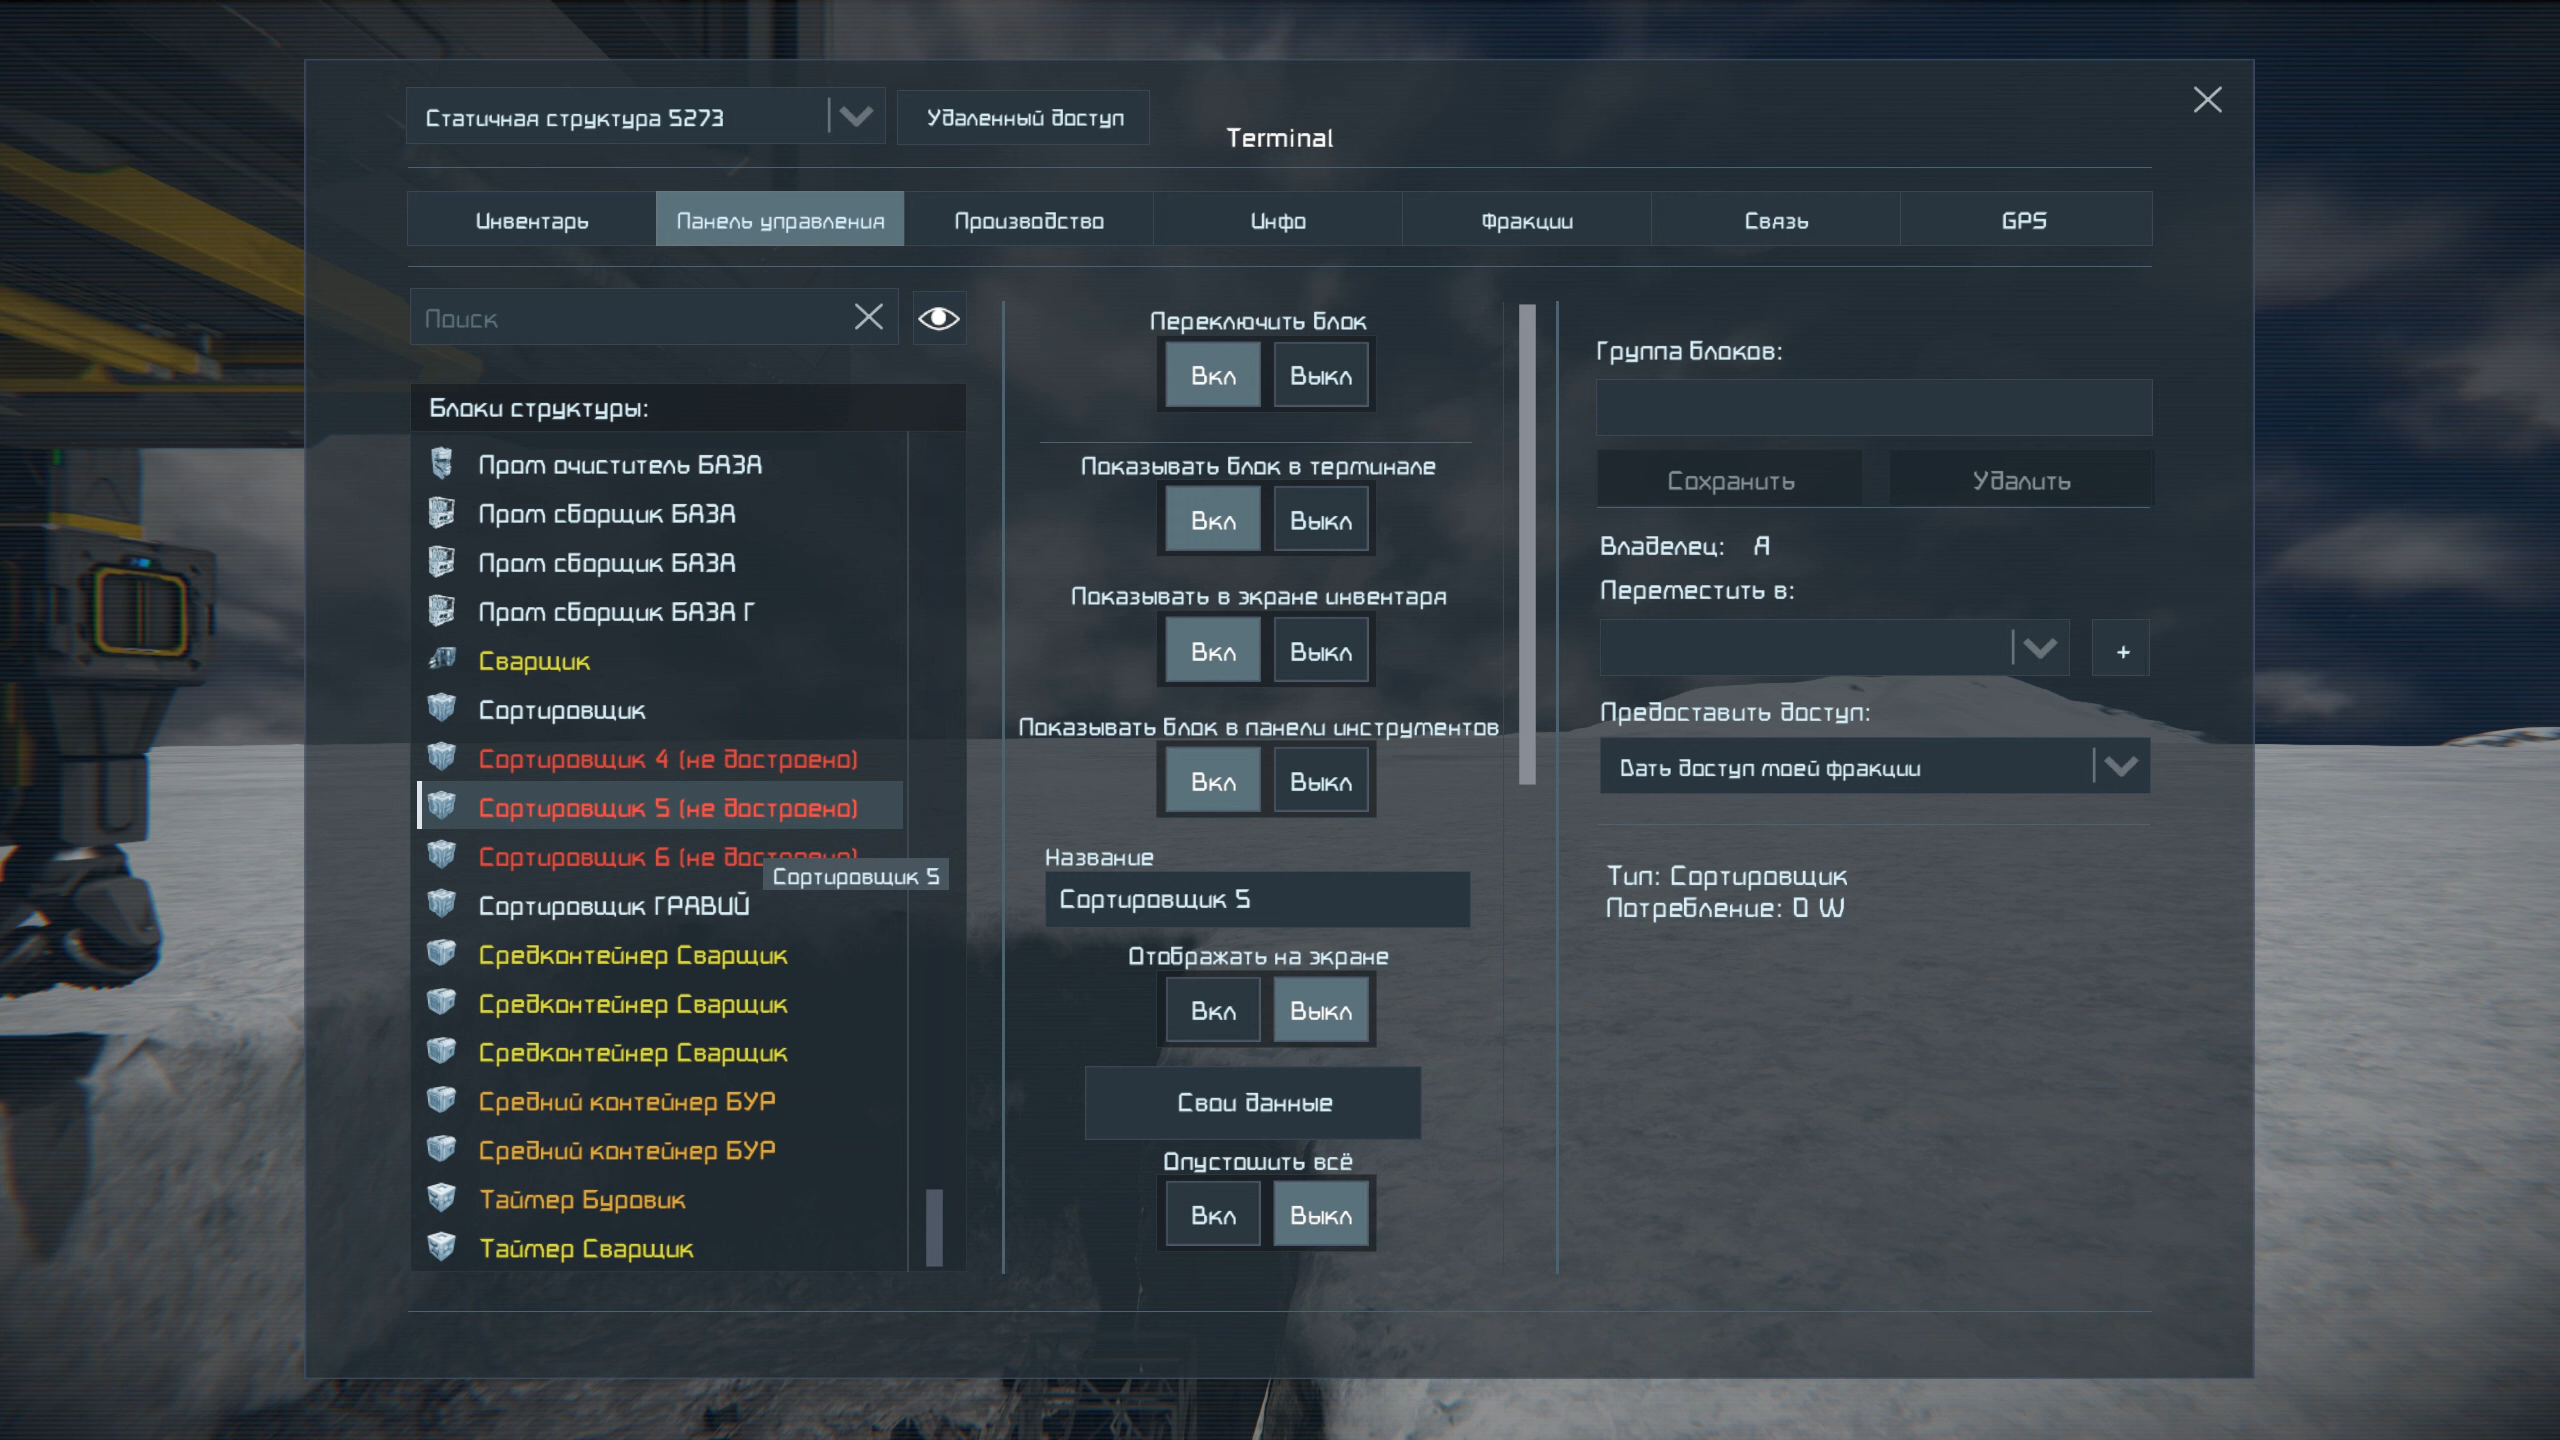 Статичная структура 5273
Удаленный доступ
Terminal
Инвентарь
Панель управления
Производство
Инфо
Фракции
Связь
GPS
Поиск
Блоки структуры:
Пром очиститель БАЗА
Пром сборщик БАЗА
Пром сборщик БАЗА
Пром сборщик БАЗА Г
Сварщик
Сортировщик
Сортировщик 4 (не достроено)
Сортировщик 5 (не достроено)
Сортировщик 6 (не достроено)
Сортировщик 5
Сортировщик ГРАВИЙ
Средконтейнер Сварщик
Средконтейнер Сварщик
Средконтейнер Сварщик
Средний контейнер БУР
Средний контейнер БУР
Таймер Буровик
Таймер Сварщик
Переключить блок
Вкл Выкл
Показывать блок в терминале
Вкл Выкл
Показывать в экране инвентаря
Вкл Выкл
Показывать блок в панели инструментов
Вкл Выкл
Название
Сортировщик 5
Отображать на экране
Вкл Выкл
Свои данные
Опустошить всё
Вкл Выкл
Группа блоков:
Сохранить
Удалить
Владелец: A
Переместить в:
+
Предоставить доступ:
Дать доступ моей фракции
Тип: Сортировщик
Потребление: 0 W